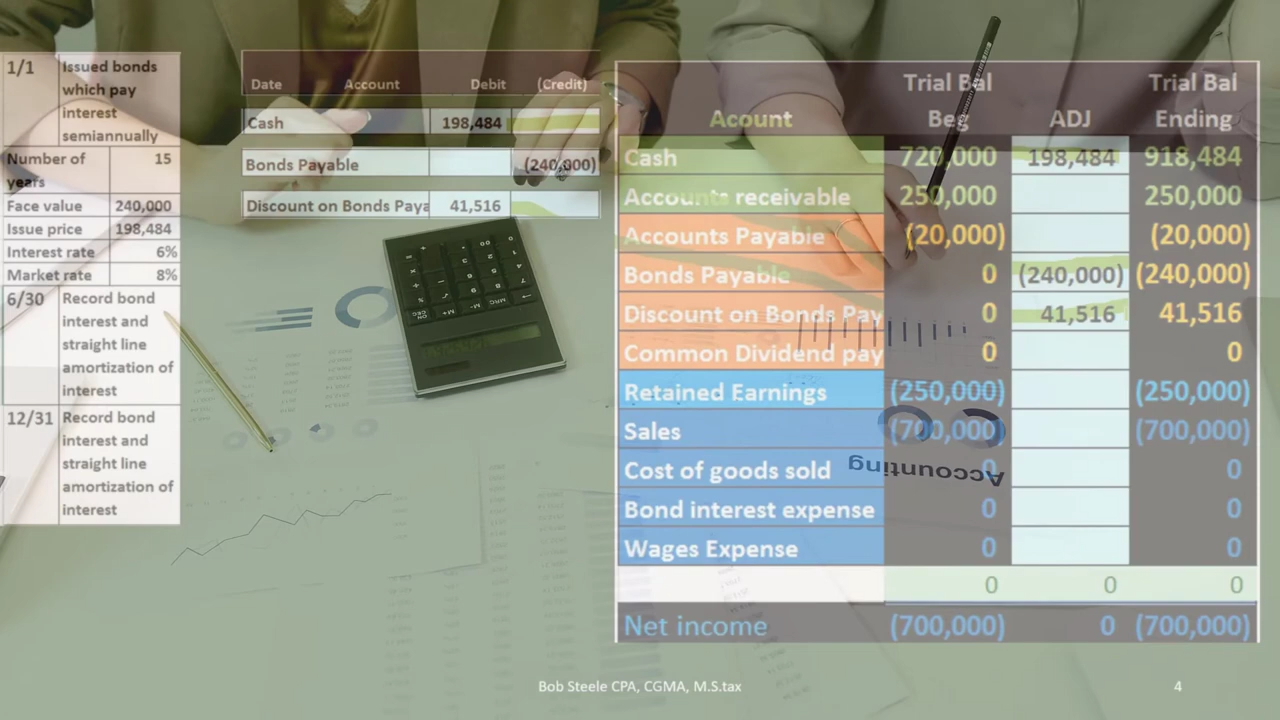 1/1 Issued bonds
which pay
interest
semiannually
Number of 15
years
Face value 240,000
Issue price 198,484
Interest rate 6%
Market rate 8%
6/30 Record bond
interest and
straight line
amortization of
interest
12/31 Record bond
interest and
straight line
amortization of
interest
Date Account Debit (Credit)
Cash 198,484
Bonds Payable (240,000)
Discount on Bonds Paya 41,516
Trial Bal Trial Bal
Acount Beg ADJ Ending
Cash 720,000 198,484 918,484
Accounts receivable 250,000 250,000
Accounts Payable (20,000) (20,000)
Bonds Payable 0 (240,000) (240,000)
Discount on Bonds Pay 0 41,516 41,516
Common Dividend pay 0 0
Retained Earnings (250,000) (250,000)
Sales (700,000) (700,000)
Cost of goods sold 0 0
Bond interest expense 0 0
Wages Expense 0 0
0 0 0
Net income (700,000) 0 (700,000)
Accounting
Bob Steele CPA, CGMA, M.S.tax 4